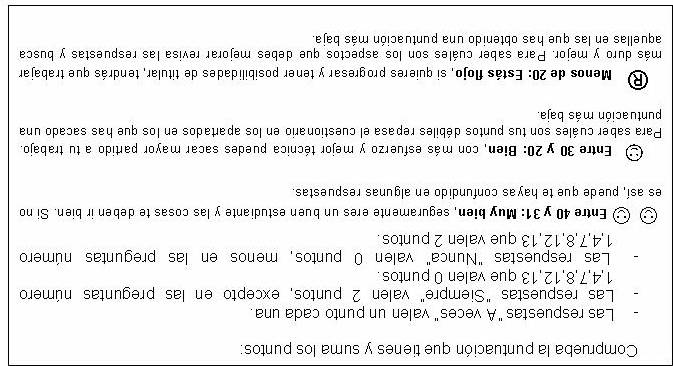 Comprueba la puntuación que tienes y suma los puntos:
- Las respuestas "A veces" valen un punto cada una.
- Las respuestas "Siempre" valen 2 puntos, excepto en las preguntas número
1,4,7,8,12,13 que valen 0 puntos.
- Las respuestas "Nunca" valen 0 puntos, menos en las preguntas número
1,4,7,8,12,13 que valen 2 puntos.
☺☺ Entre 40 y 31: Muy bien, seguramente eres un buen estudiante y las cosas te deben ir bien. Si no
es así, puede que te hayas confundido en algunas respuestas.
☺ Entre 30 y 20: Bien, con más esfuerzo y mejor técnica puedes sacar mayor partido a tu trabajo.
Para saber cuáles son tus puntos débiles repasa el cuestionario en los apartados en los que has sacado una
puntuación más baja.
® Menos de 20: Estás flojo, si quieres progresar y tener posibilidades de titular, tendrás que trabajar
más duro y mejor. Para saber cuáles son los aspectos que debes mejorar revisa las respuestas y busca
aquellas en las que has obtenido una puntuación más baja.